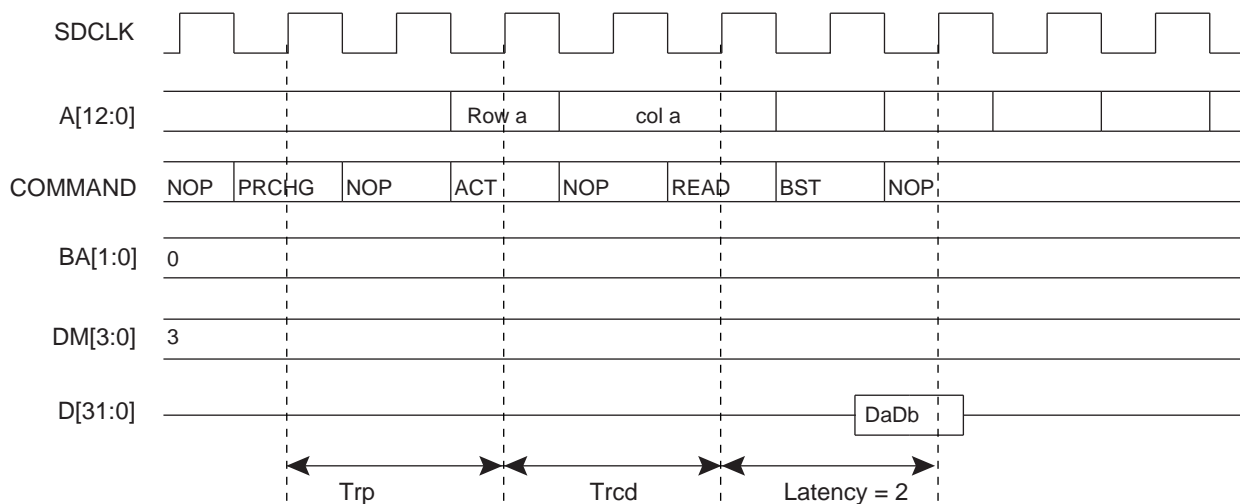 SDCLK
A[12:0] Row a col a
COMMAND NOP PRCHG NOP ACT NOP READ BST NOP
BA[1:0] 0
DM[3:0] 3
D[31:0] DaDb
Trp Trcd Latency = 2